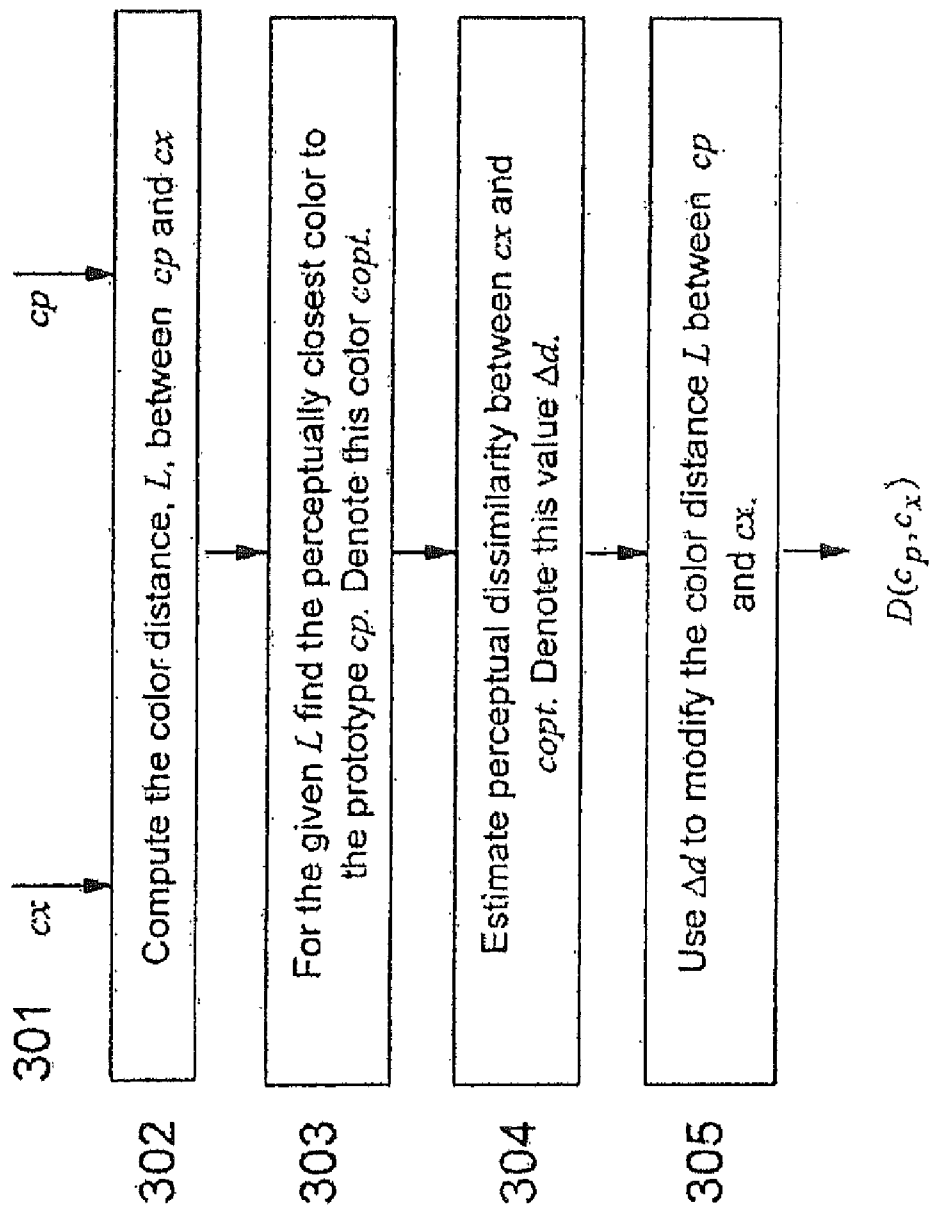 301
cx
cp
302
Compute the color distance, L, between cp and cx
303
For the given L find the perceptually closest color to
the prototype cp. Denote this color copt.
304
Estimate perceptual dissimilarity between cx and
copt. Denote this value Δd.
305
Use Δd to modify the color distance L between cp
and cx.
D(c_p, c_x)